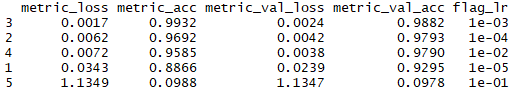 metric_loss metric_acc metric_val_loss metric_val_acc flag_lr
3 0.0017 0.9932 0.0024 0.9882 1e-03
2 0.0062 0.9692 0.0042 0.9793 1e-04
4 0.0072 0.9585 0.0038 0.9790 1e-02
1 0.0343 0.8866 0.0239 0.9295 1e-05
5 1.1349 0.0988 1.1347 0.0978 1e-01